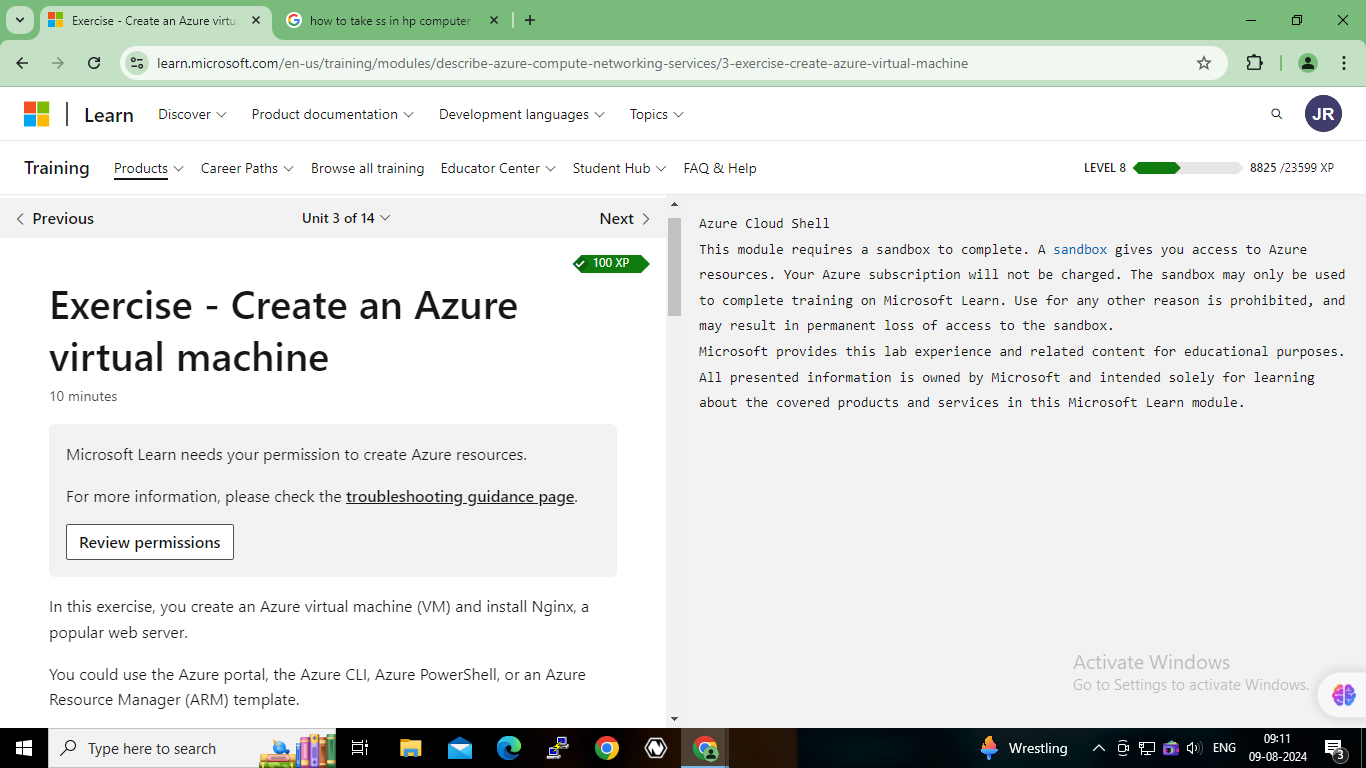 Exercise - Create an Azure virtu
how to take ss in hp computer -
learn.microsoft.com/en-us/training/modules/describe-azure-compute-networking-services/3-exercise-create-azure-virtual-machine
Learn
Discover
Product documentation
Development languages
Topics
JR
Training
Products
Career Paths
Browse all training
Educator Center
Student Hub
FAQ & Help
LEVEL 8
8825 /23599 XP
Previous
Unit 3 of 14
Next
100 XP
Exercise - Create an Azure
virtual machine
10 minutes
Microsoft Learn needs your permission to create Azure resources.
For more information, please check the troubleshooting guidance page.
Review permissions
In this exercise, you create an Azure virtual machine (VM) and install Nginx, a
popular web server.
You could use the Azure portal, the Azure CLI, Azure PowerShell, or an Azure
Resource Manager (ARM) template.
Azure Cloud Shell
This module requires a sandbox to complete. A sandbox gives you access to Azure
resources. Your Azure subscription will not be charged. The sandbox may only be used
to complete training on Microsoft Learn. Use for any other reason is prohibited, and
may result in permanent loss of access to the sandbox.
Microsoft provides this lab experience and related content for educational purposes.
All presented information is owned by Microsoft and intended solely for learning
about the covered products and services in this Microsoft Learn module.
Activate Windows
Go to Settings to activate Windows.
Type here to search
Wrestling
ENG
09:11
09-08-2024
3